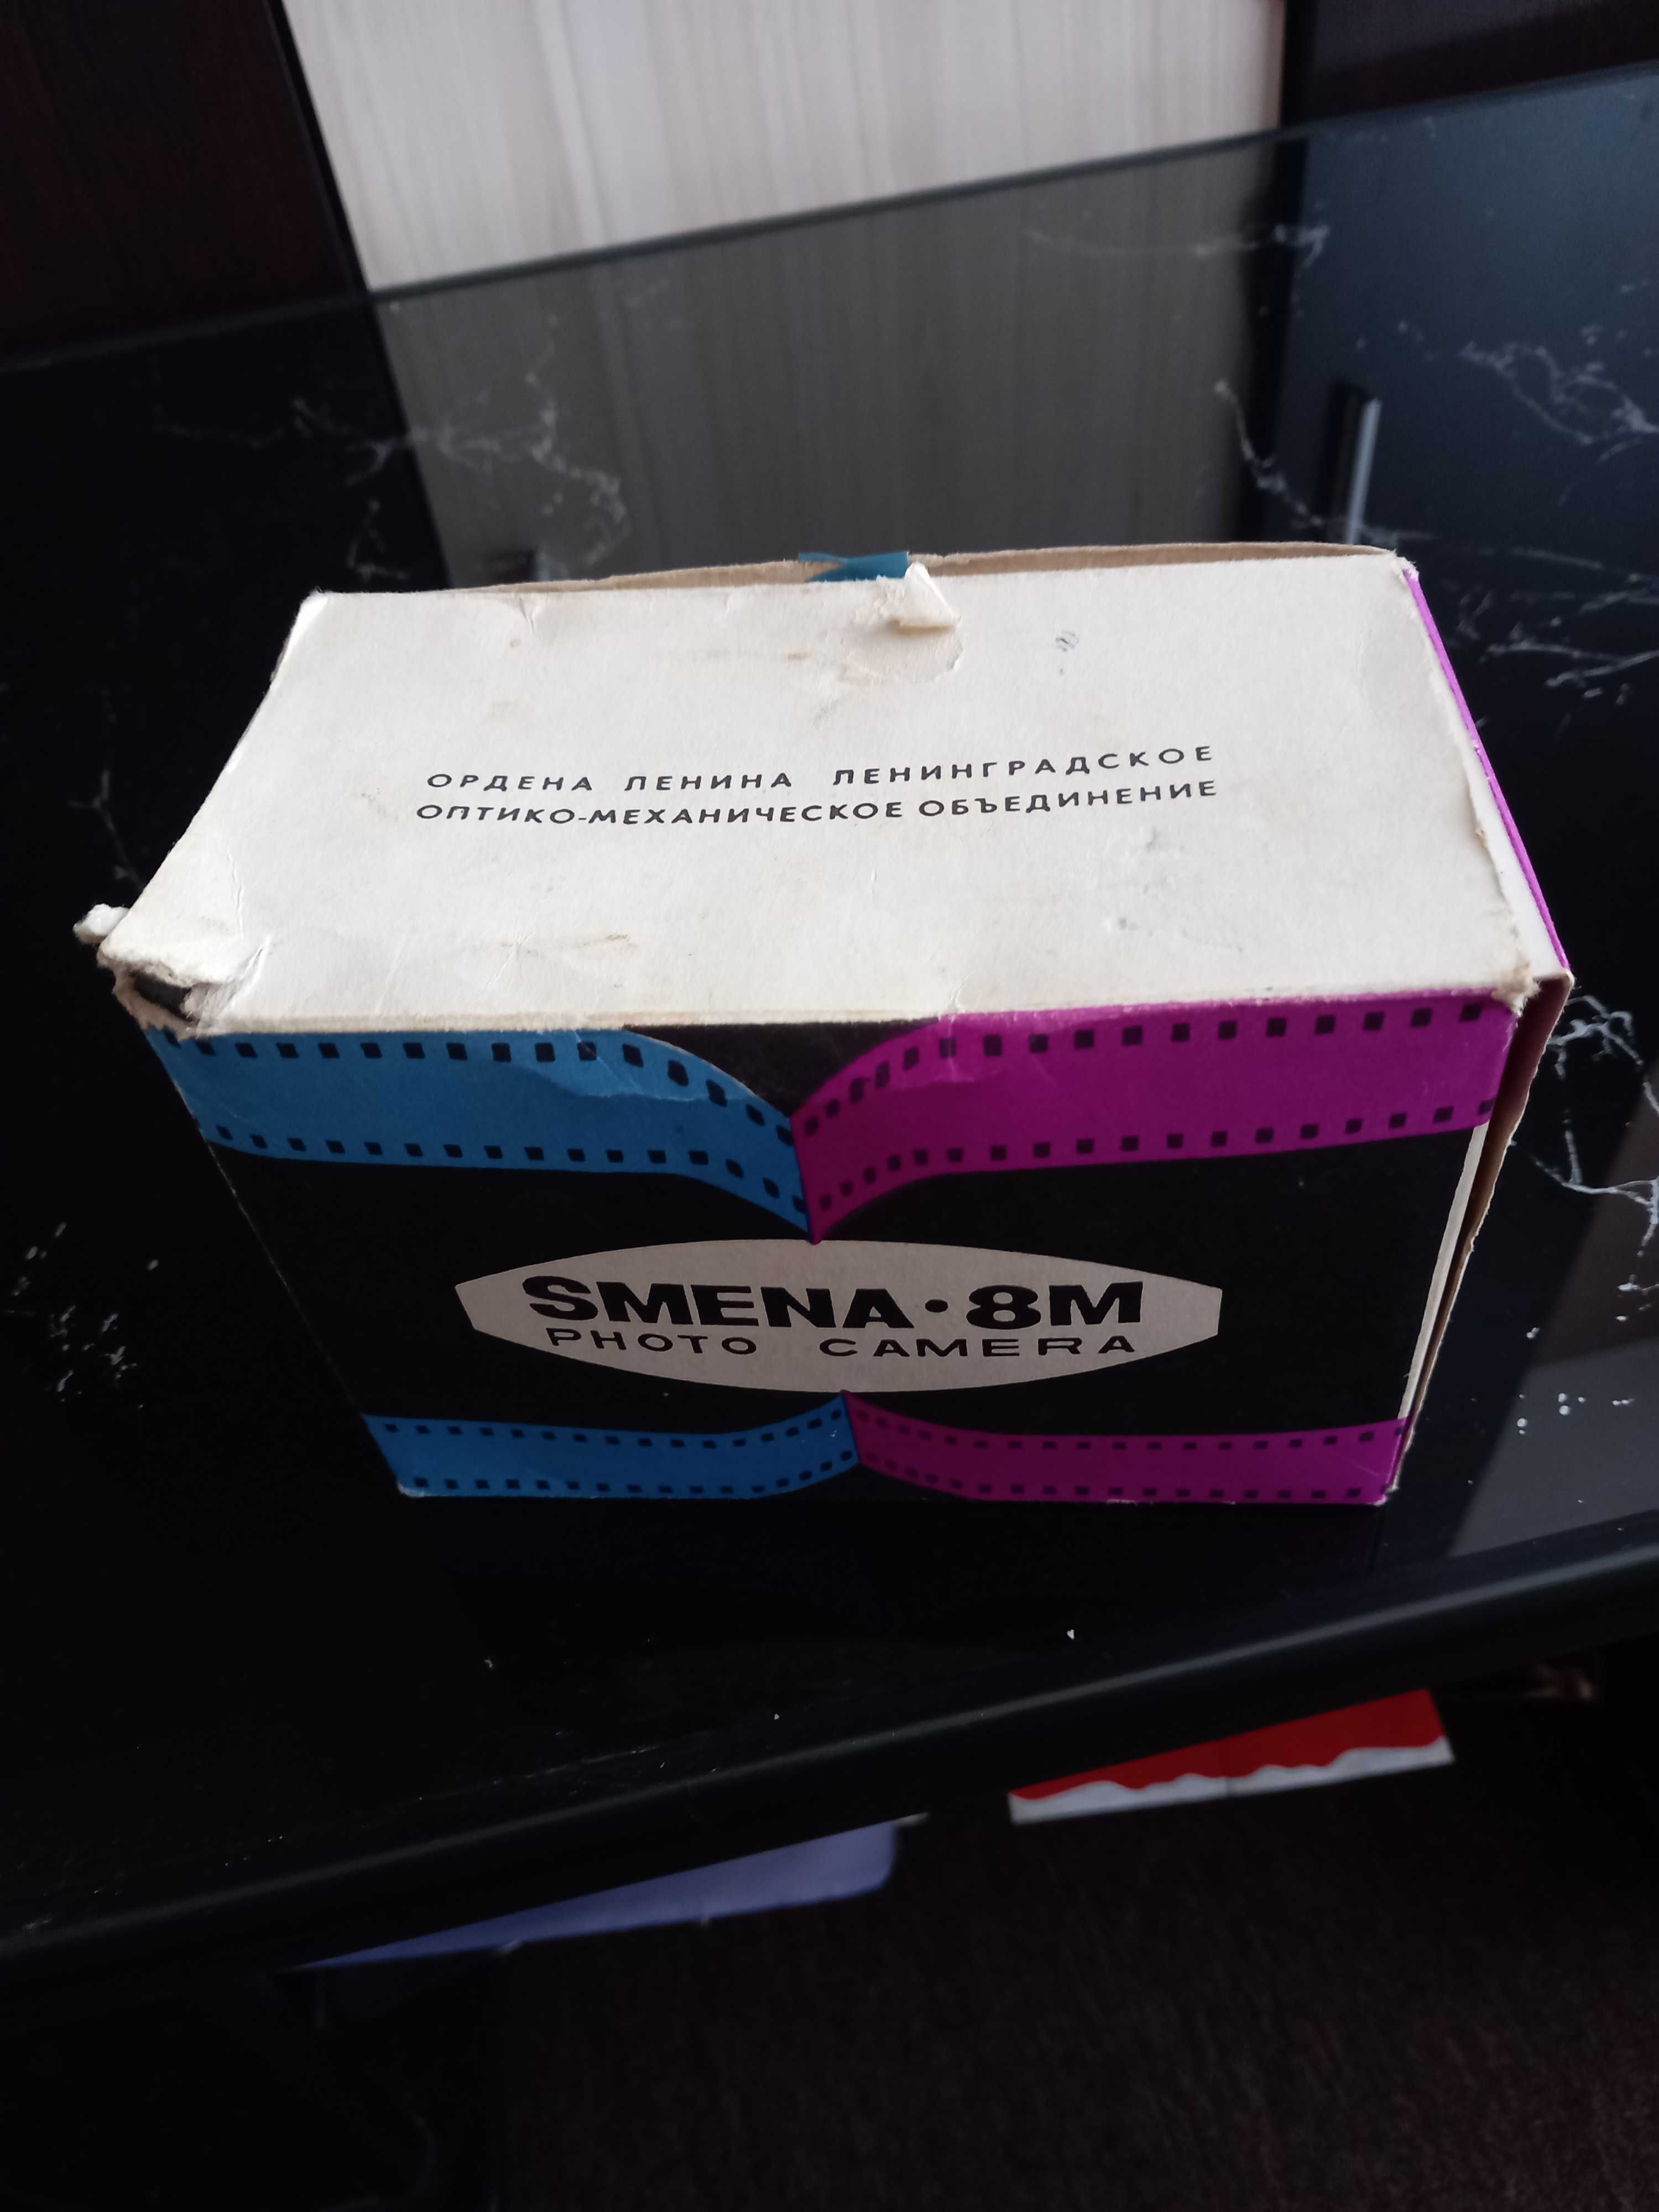 ОРДЕНА ЛЕНИНА ЛЕНИНГРАДСКОЕ
ОПТИКО-МЕХАНИЧЕСКОЕ ОБЪЕДИНЕНИЕ
SMENA·8M
PHOTO CAMERA